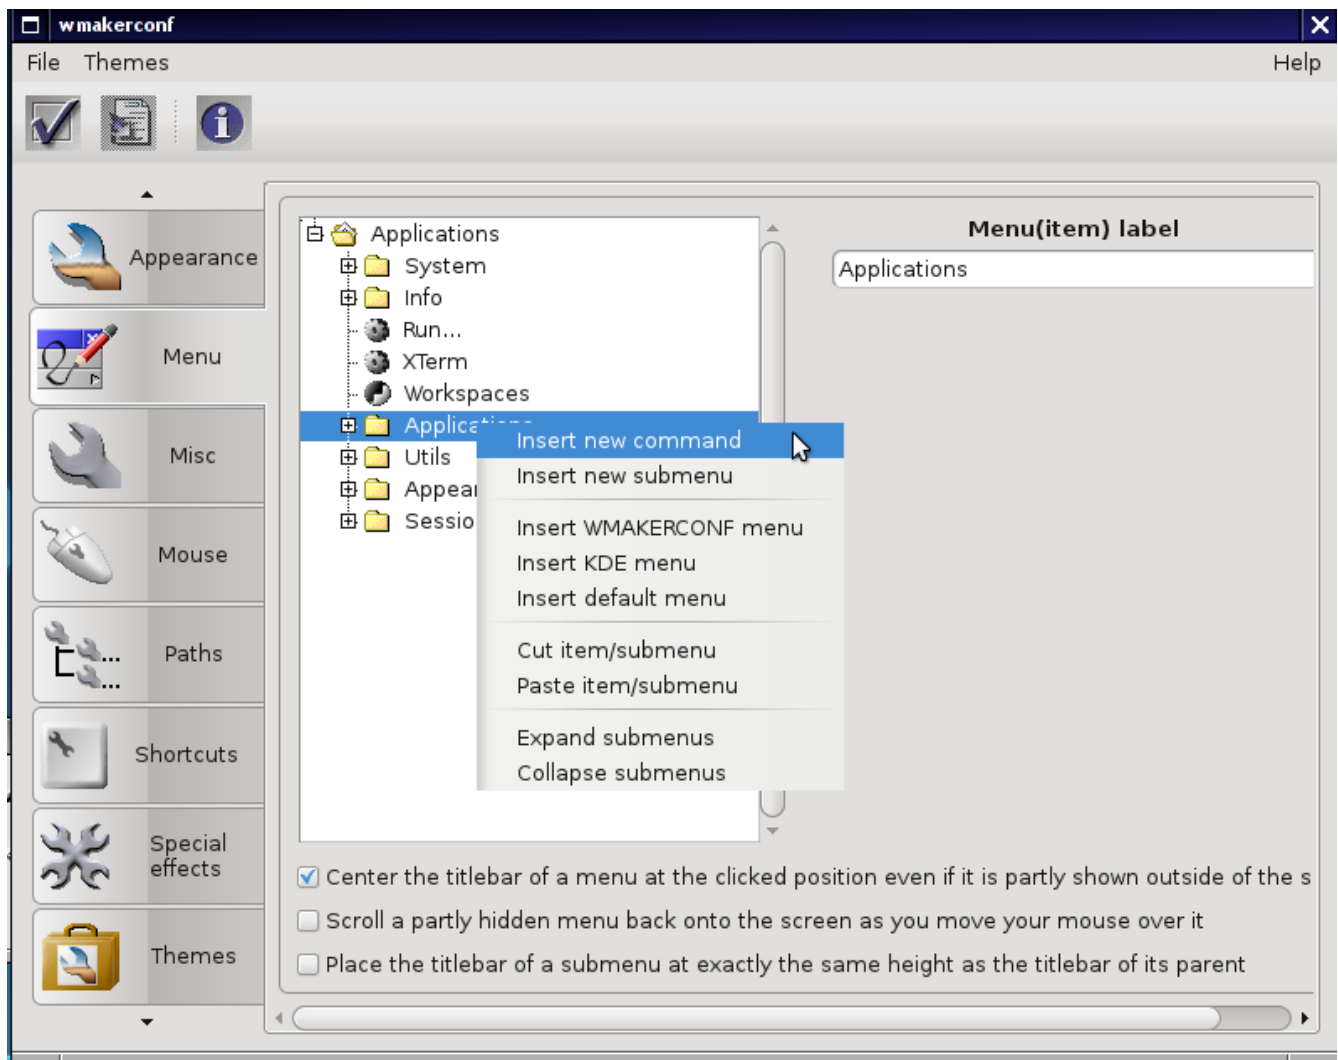 wmakerconf
File Themes Help
Appearance
Menu
Misc
Mouse
Paths
Shortcuts
Special
effects
Themes
Applications
System
Info
Run...
XTerm
Workspaces
Applications
Utils
Appear
Sessio
Insert new command
Insert new submenu
Insert WMAKERCONF menu
Insert KDE menu
Insert default menu
Cut item/submenu
Paste item/submenu
Expand submenus
Collapse submenus
Menu(item) label
Applications
Center the titlebar of a menu at the clicked position even if it is partly shown outside of the s
Scroll a partly hidden menu back onto the screen as you move your mouse over it
Place the titlebar of a submenu at exactly the same height as the titlebar of its parent